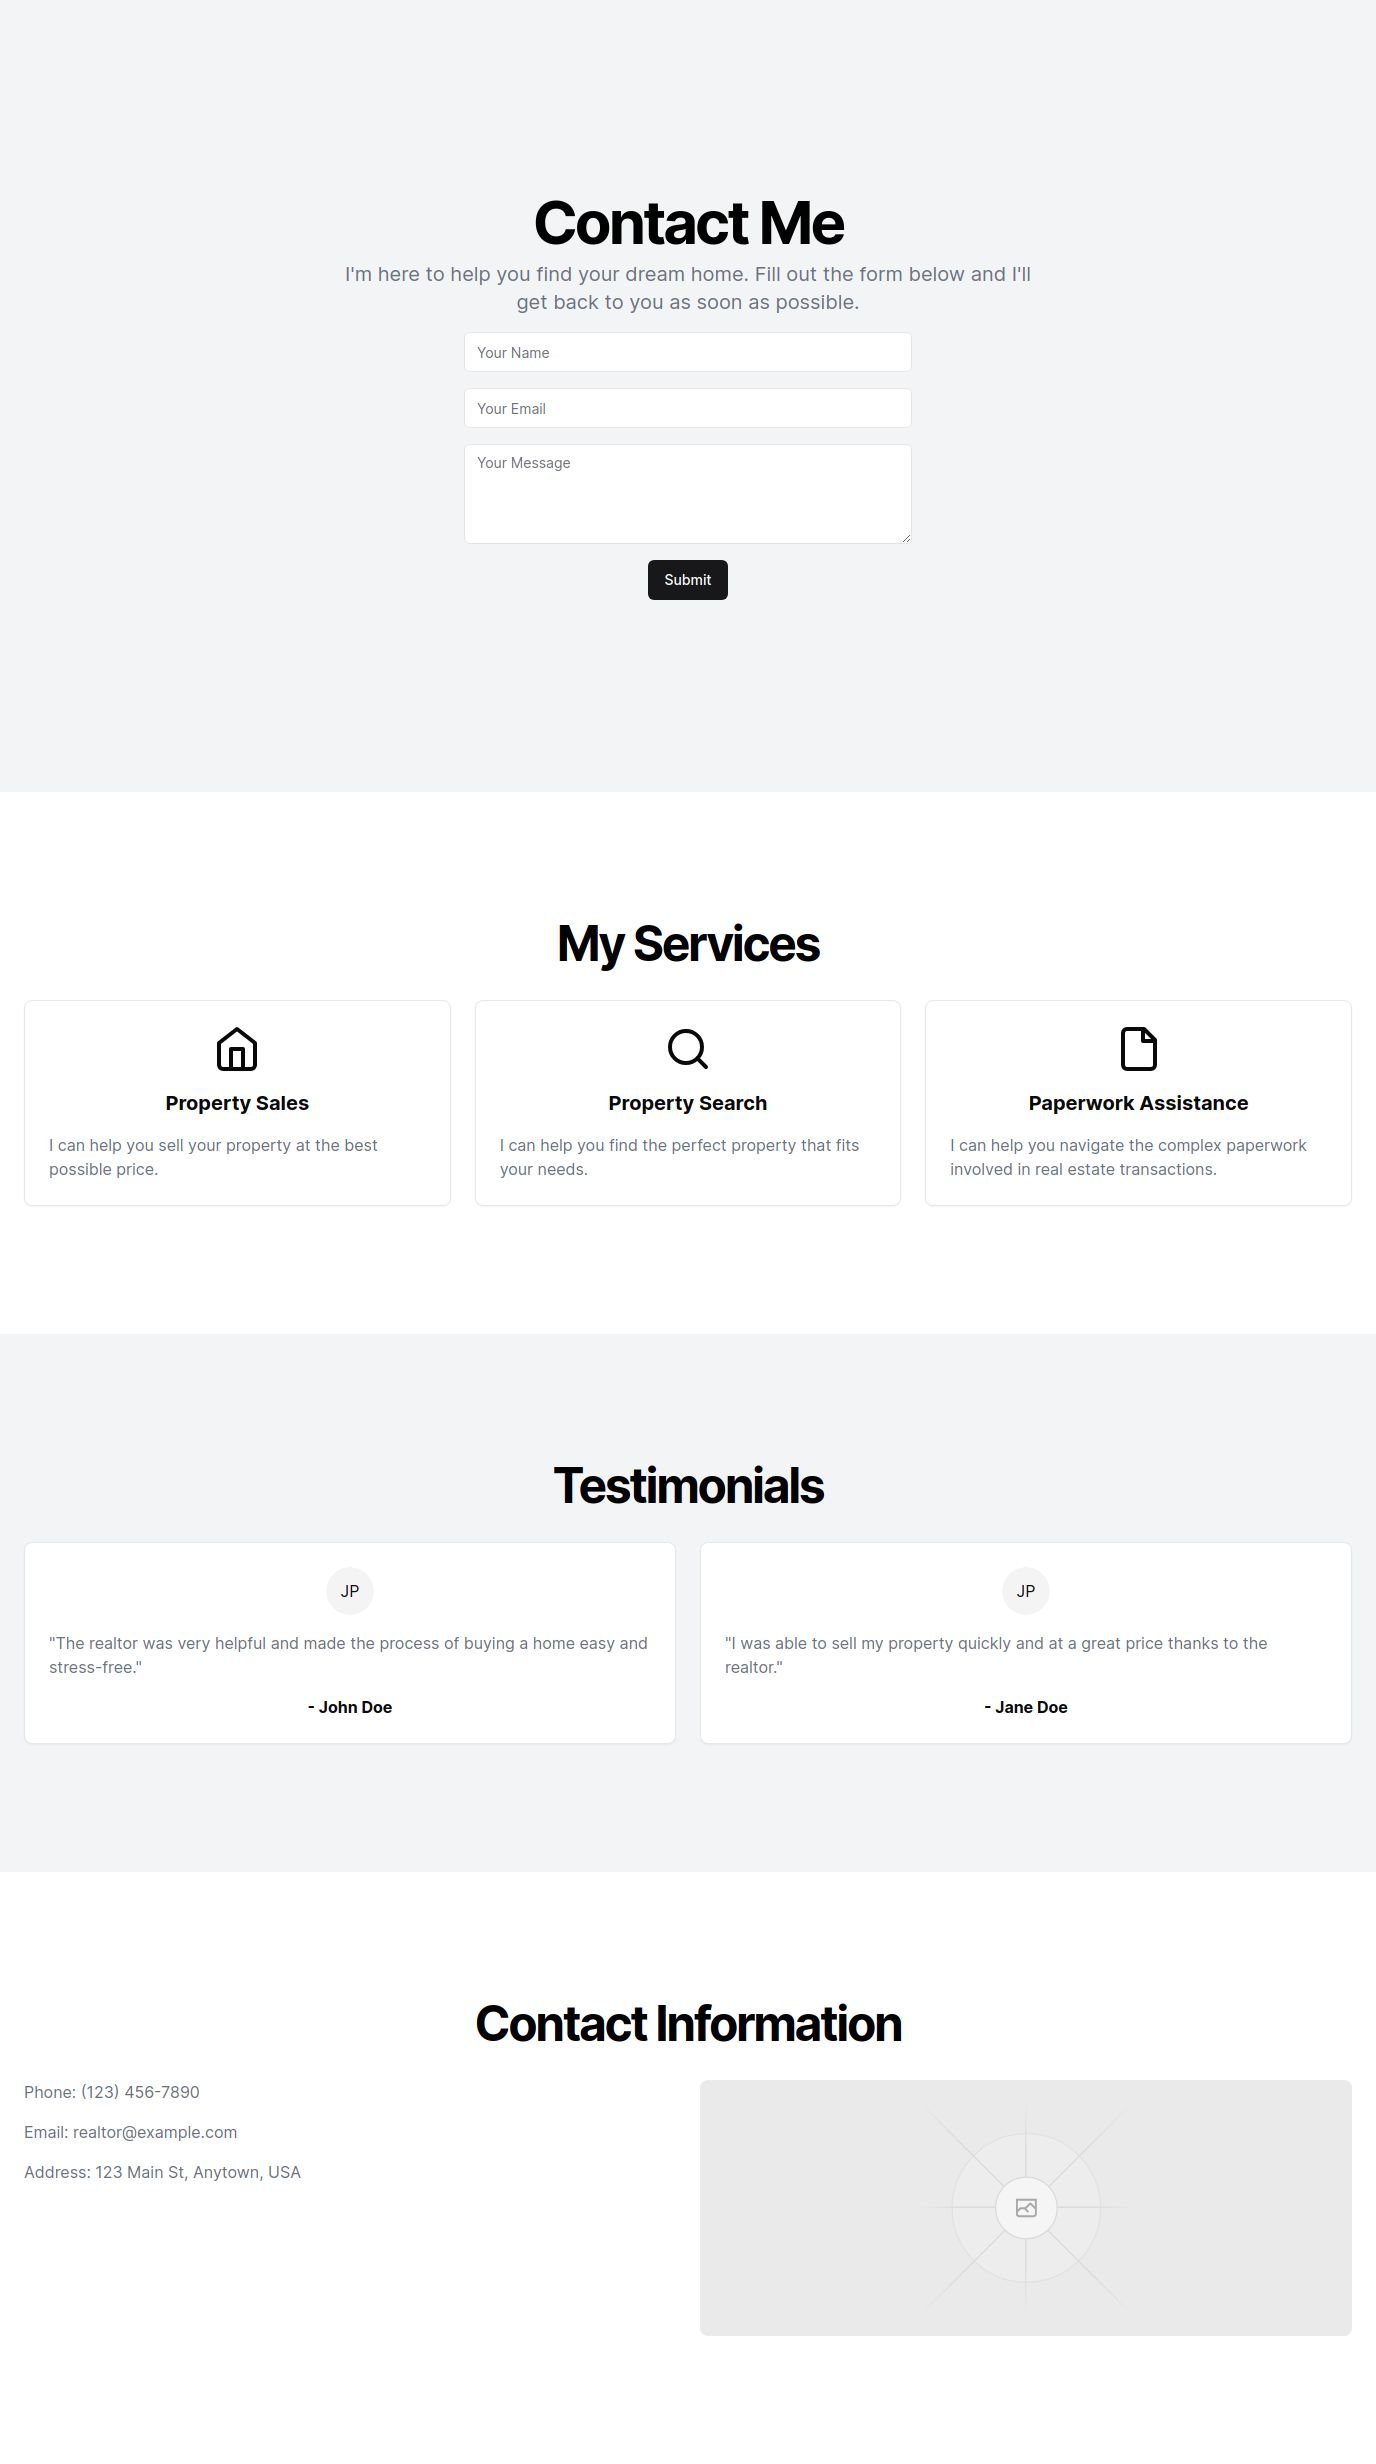 Contact Me
I'm here to help you find your dream home. Fill out the form below and I'll
get back to you as soon as possible.
Your Name
Your Email
Your Message
Submit
My Services
Property Sales
I can help you sell your property at the best
possible price.
Property Search
I can help you find the perfect property that fits
your needs.
Paperwork Assistance
I can help you navigate the complex paperwork
involved in real estate transactions.
Testimonials
JP
"The realtor was very helpful and made the process of buying a home easy and
stress-free."
- John Doe
JP
"I was able to sell my property quickly and at a great price thanks to the
realtor."
- Jane Doe
Contact Information
Phone: (123) 456-7890
Email: realtor@example.com
Address: 123 Main St, Anytown, USA